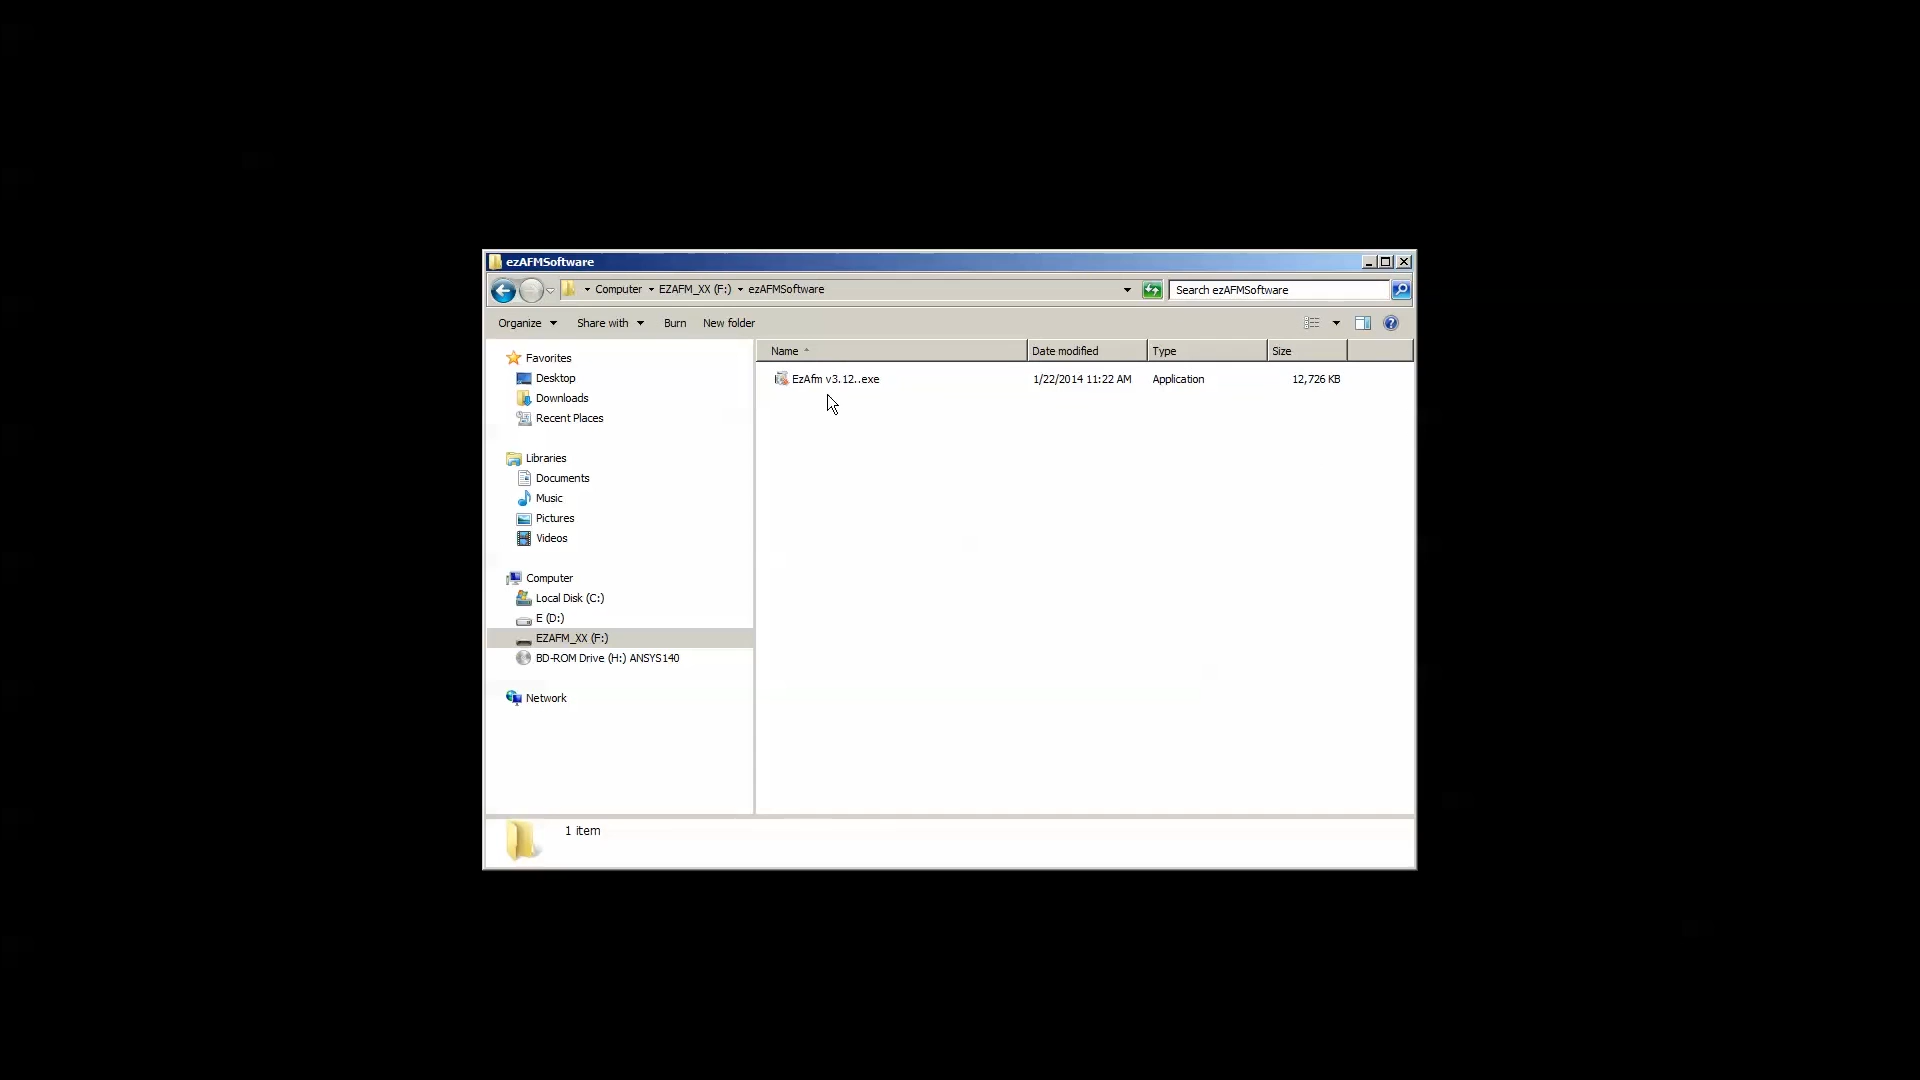 ezAFMSoftware
Computer EZAFM_XX (F:) ezAFMSoftware
Search ezAFMSoftware
Organize Share with Burn New folder
Name Date modified Type Size
EzAfm v3.12..exe 1/22/2014 11:22 AM Application 12,726 KB
Favorites
Desktop
Downloads
Recent Places
Libraries
Documents
Music
Pictures
Videos
Computer
Local Disk (C:)
E (D:)
EZAFM_XX (F:)
BD-ROM Drive (H:) ANSYS140
Network
1 item